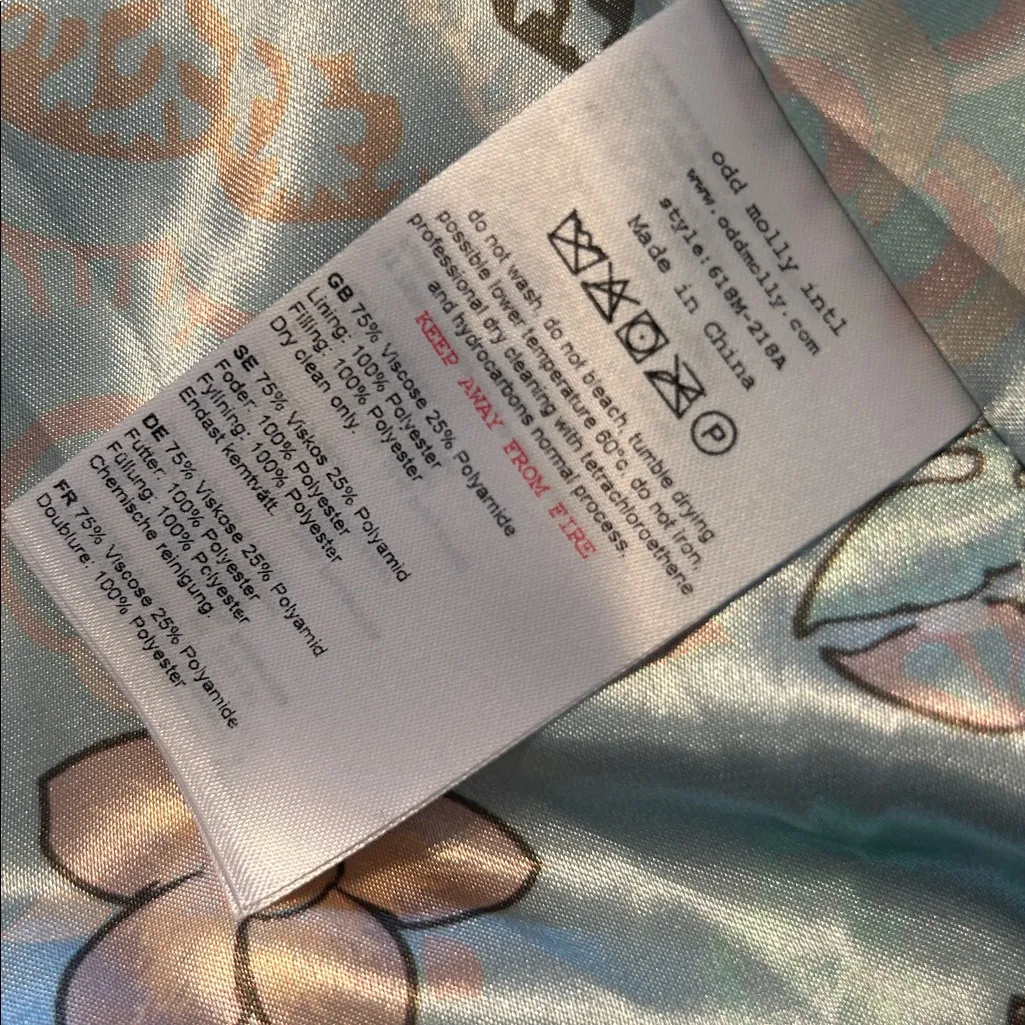 odd molly intl
www.oddmolly.com
style:618M-218A
Made in China
P
do not wash, do not bleach, tumble drying
possible lower temperature 60°c, do not iron,
professional dry cleaning with tetrachloroethene
and hydrocarbons normal process.
KEEP AWAY FROM FIRE
GB 75% Viscose 25% Polyamide
Lining: 100% Polyester
Filling: 100% Polyester
Dry clean only.
SE 75% Viskos 25% Polyamid
Foder: 100% Polyester
Fyllning: 100% Polyester
Endast kemtvätt.
DE 75% Viskose 25% Polyamid
Futter: 100% Polyester
Füllung: 100% Polyester
Chemische reinigung.
FR 75% Viscose 25% Polyamide
Doublure: 100% Polyester